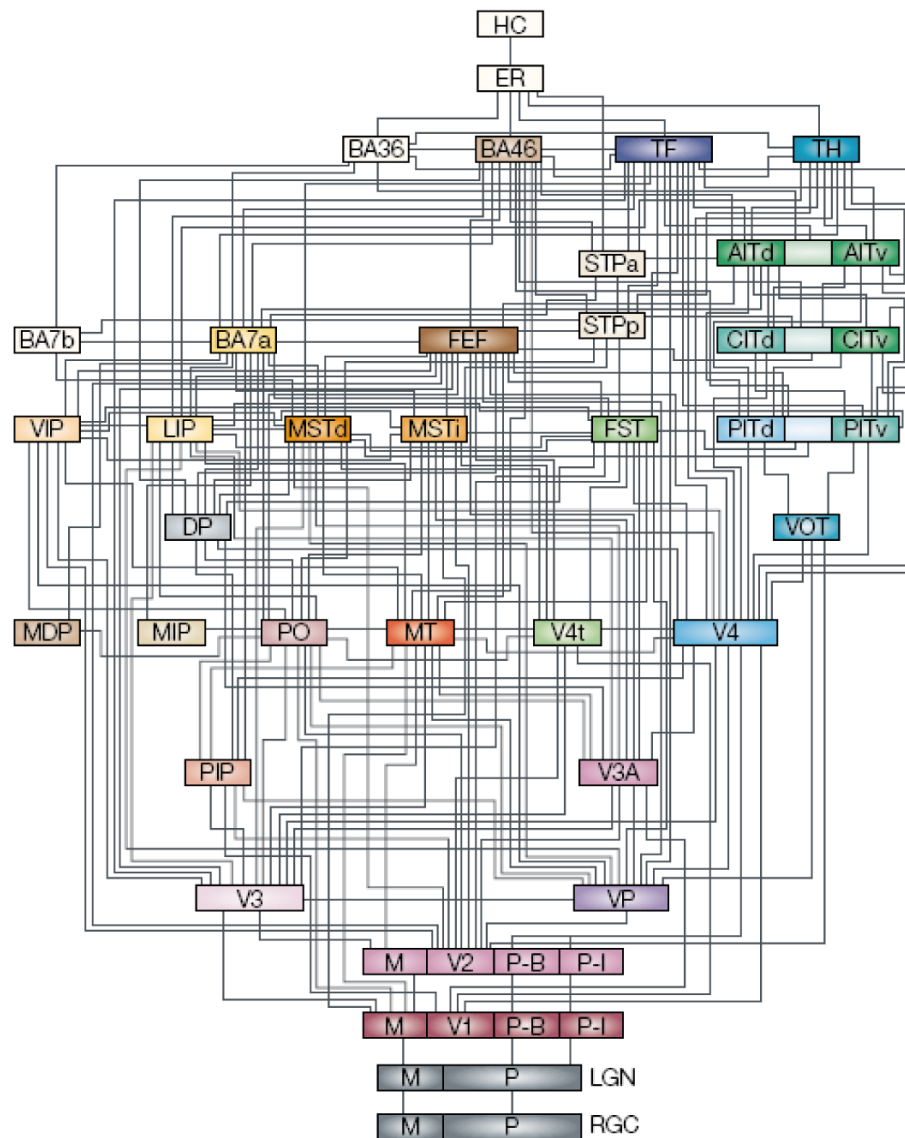 HC
ER
BA36 BA46 TF TH
AITd AITv
STPa
STPp
BA7b BA7a FEF CITd CITv
VIP LIP MSTd MSTi FST PITd PITv
DP VOT
MDP MIP PO MT V4t V4
PIP V3A
V3 VP
M V2 P-B P-I
M V1 P-B P-I
M P LGN
M P RGC